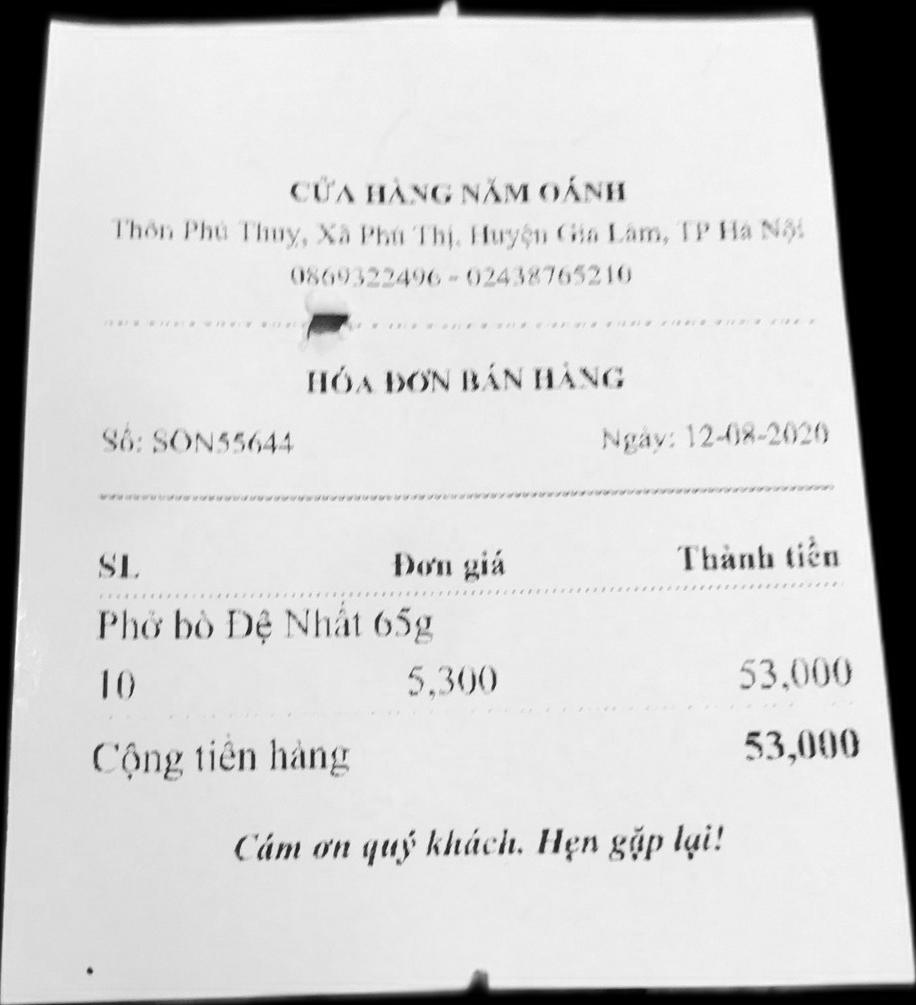 CỬA HÀNG NĂM OÁNH
Thôn Phú Thuỵ, Xã Phú Thị, Huyện Gia Lâm, TP Hà Nội
0869322496 - 02438765210
HÓA ĐƠN BÁN HÀNG
Số: SON55644 Ngày: 12-08-2020
SL Đơn giá Thành tiền
Phở bò Đệ Nhất 65g
10 5,300 53,000
Cộng tiền hàng 53,000
Cám ơn quý khách. Hẹn gặp lại!